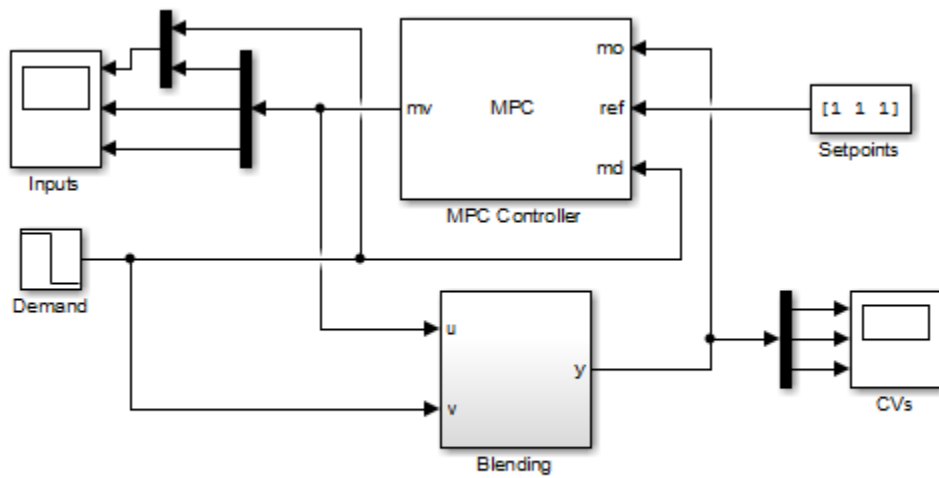 mo
mv
MPC
ref
[1 1 1]
md
Setpoints
Inputs
MPC Controller
Demand
u
y
v
CVs
Blending